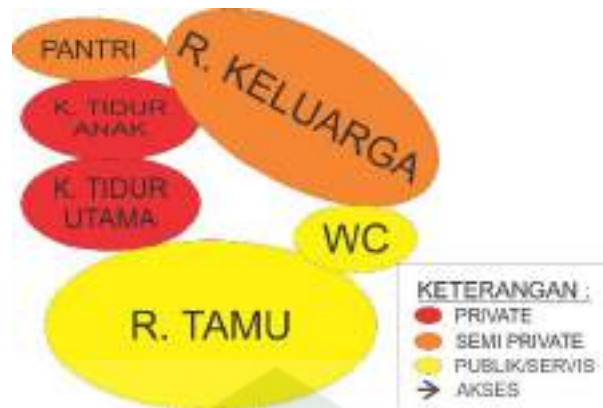 PANTRI
R. KELUARGA
K. TIDUR
ANAK
K. TIDUR
UTAMA
WC
R. TAMU
KETERANGAN :
PRIVATE
SEMI PRIVATE
PUBLIK/SERVIS
AKSES